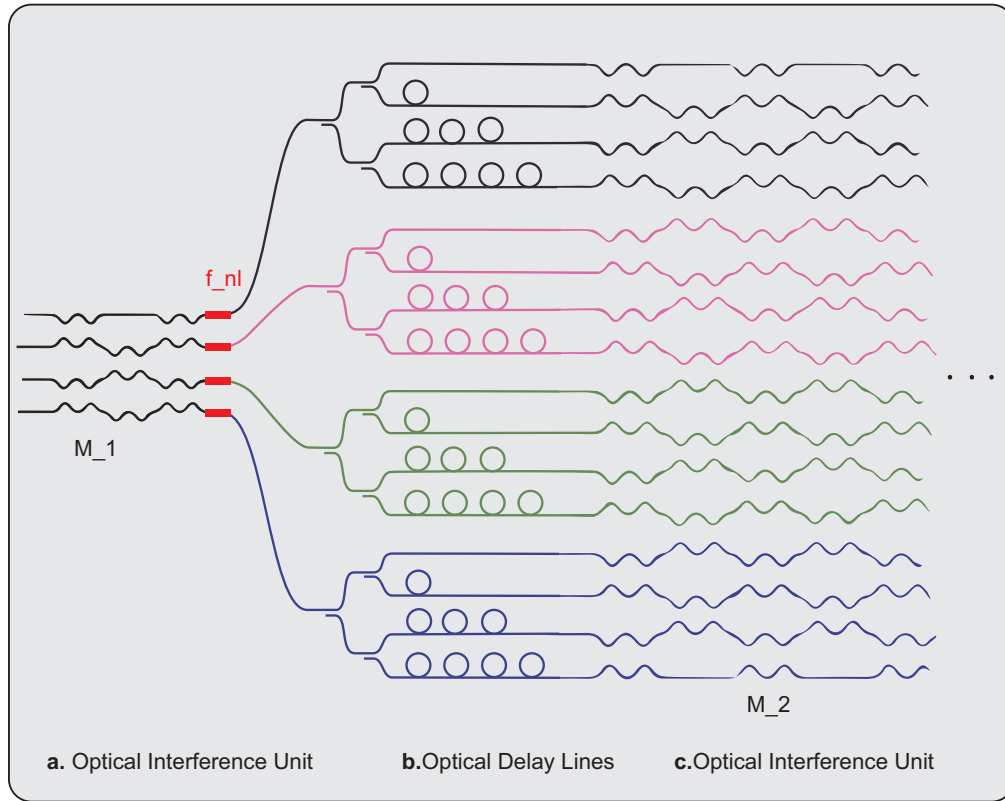 f_nl
M_1
. . .
M_2
a. Optical Interference Unit
b.Optical Delay Lines
c.Optical Interference Unit